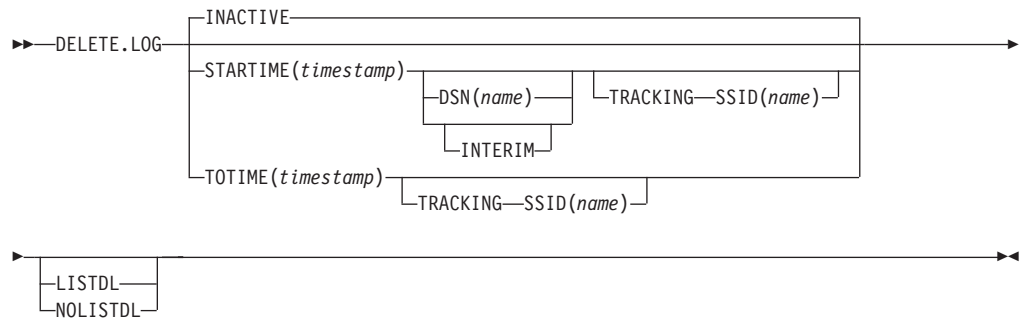 INACTIVE
DELETE.LOG
STARTIME(timestamp)
DSN(name)
TRACKING SSID(name)
INTERIM
TOTIME(timestamp)
TRACKING SSID(name)
LISTDL
NOLISTDL